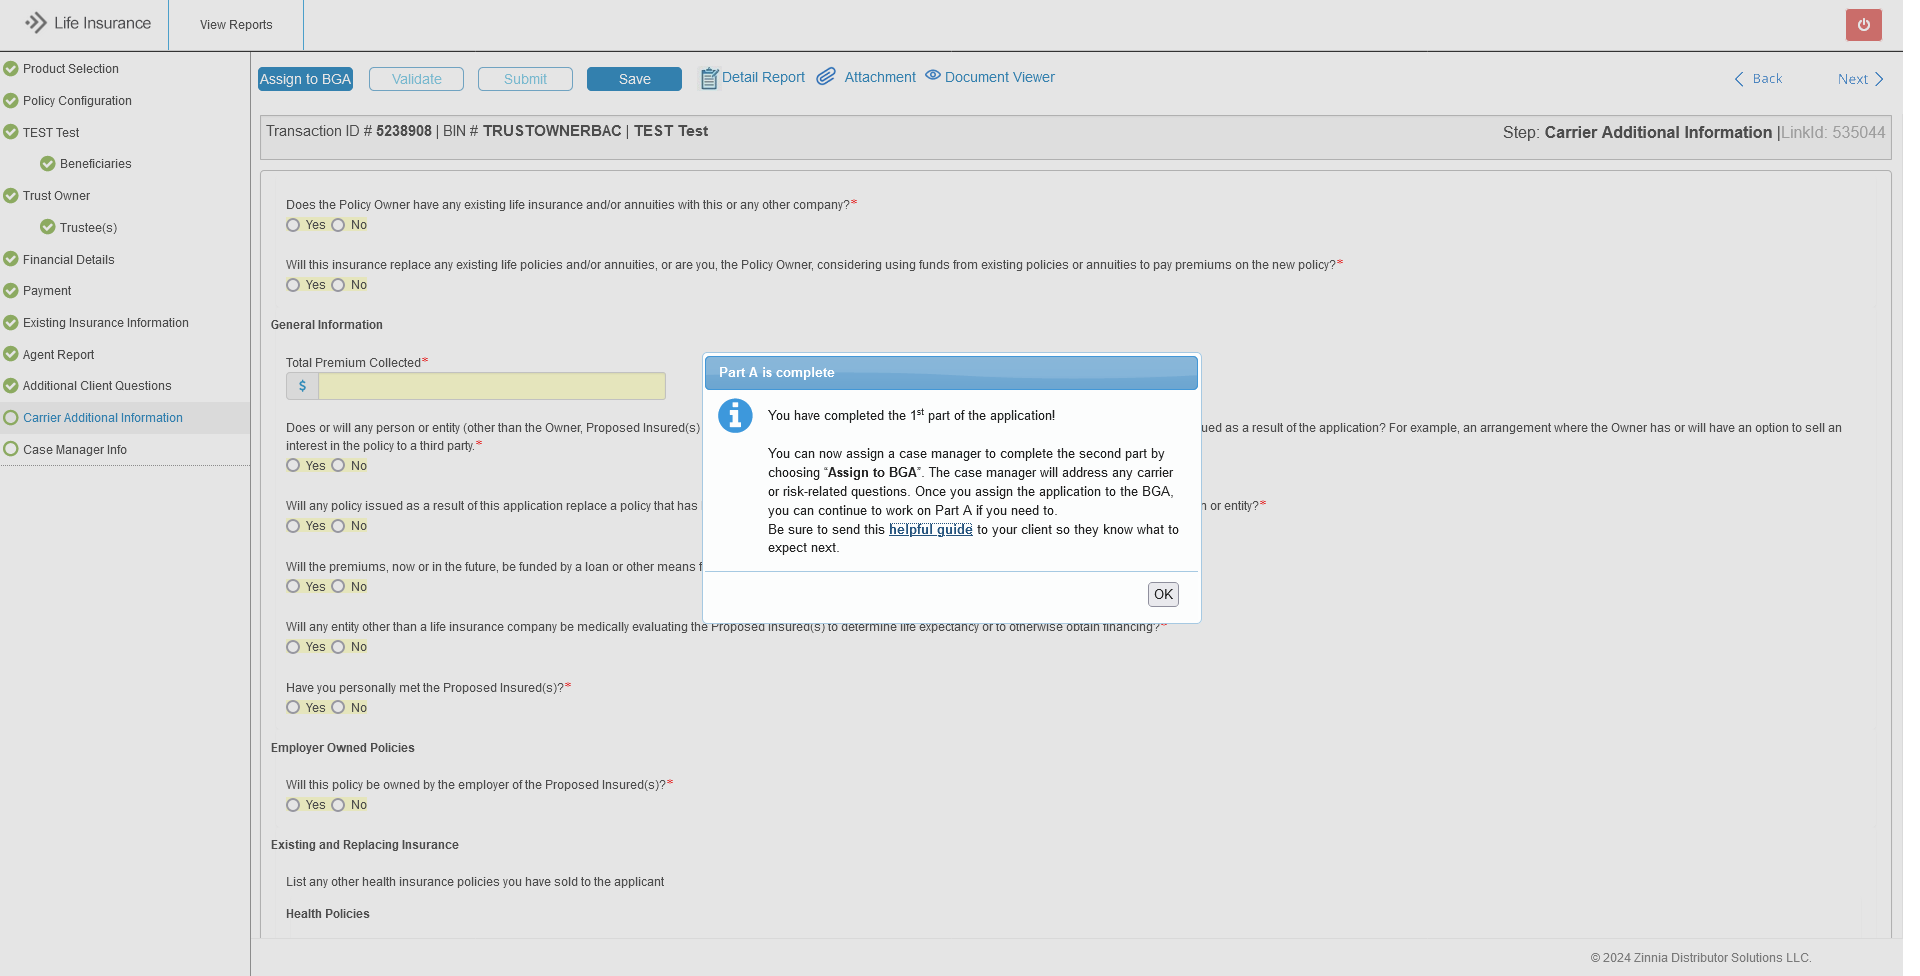 Life Insurance
View Reports
Product Selection
Policy Configuration
TEST Test
Beneficiaries
Trust Owner
Trustee(s)
Financial Details
Payment
Existing Insurance Information
Agent Report
Additional Client Questions
Carrier Additional Information
Case Manager Info
Assign to BGA Validate Submit Save Detail Report Attachment Document Viewer Back Next
Transaction ID # 5238908 | BIN # TRUSTOWNERBAC | TEST Test
Step: Carrier Additional Information |LinkId: 535044
Does the Policy Owner have any existing life insurance and/or annuities with this or any other company?*
Yes No
Will this insurance replace any existing life policies and/or annuities, or are you, the Policy Owner, considering using funds from existing policies or annuities to pay premiums on the new policy?*
Yes No
General Information
Total Premium Collected*
$
Does or will any person or entity (other than the Owner, Proposed Insured(s)
ued as a result of the application? For example, an arrangement where the Owner has or will have an option to sell an
interest in the policy to a third party.*
Yes No
Will any policy issued as a result of this application replace a policy that has
n or entity?*
Yes No
Will the premiums, now or in the future, be funded by a loan or other means f
Yes No
Will any entity other than a life insurance company be medically evaluating the Proposed Insured(s) to determine life expectancy or to otherwise obtain financing?*
Yes No
Have you personally met the Proposed Insured(s)?*
Yes No
Employer Owned Policies
Will this policy be owned by the employer of the Proposed Insured(s)?*
Yes No
Existing and Replacing Insurance
List any other health insurance policies you have sold to the applicant
Health Policies
Part A is complete
You have completed the 1st part of the application!
You can now assign a case manager to complete the second part by
choosing “Assign to BGA”. The case manager will address any carrier
or risk-related questions. Once you assign the application to the BGA,
you can continue to work on Part A if you need to.
Be sure to send this helpful guide to your client so they know what to
expect next.
OK
© 2024 Zinnia Distributor Solutions LLC.